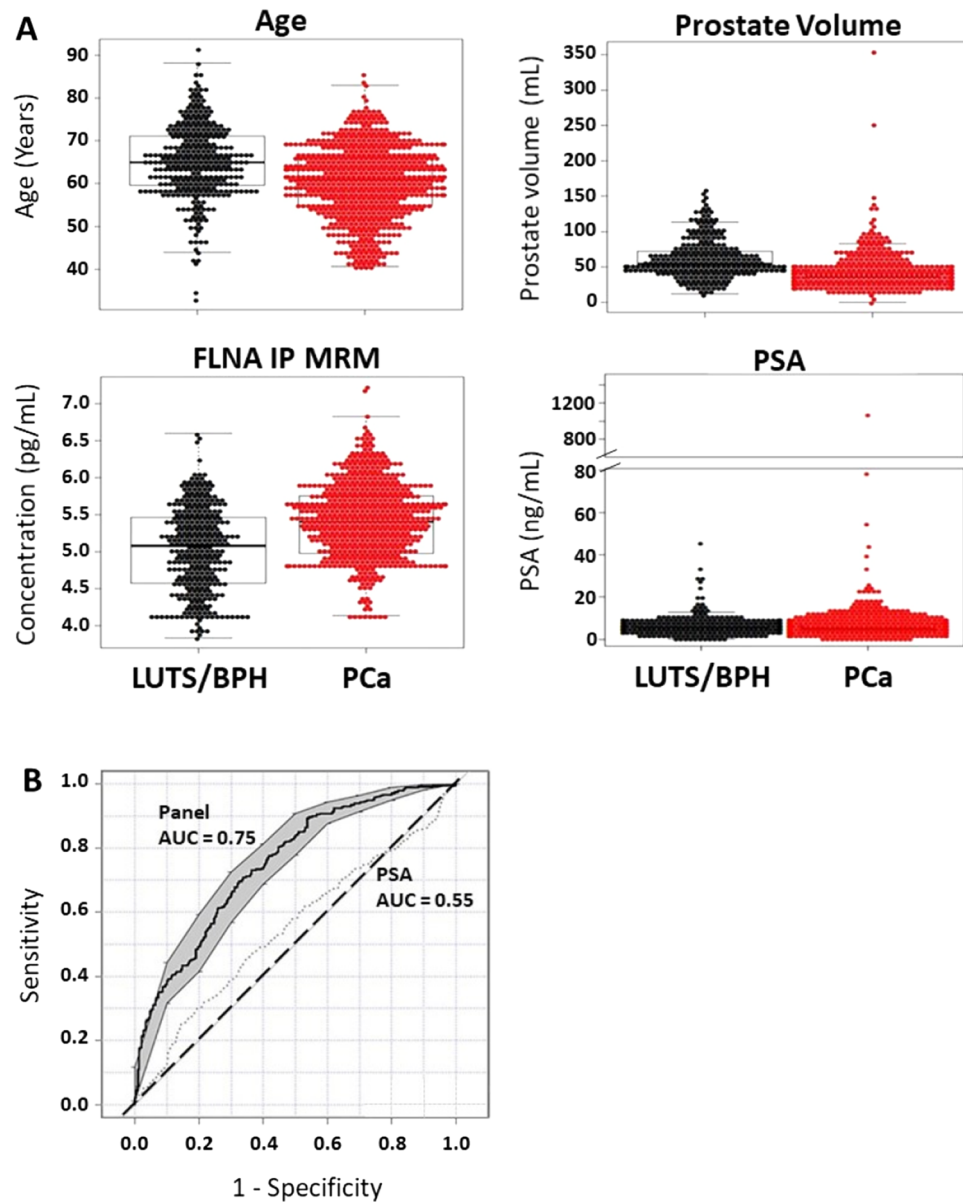 A
Age
Age (Years)
90
80
70
60
50
40
Prostate Volume
Prostate volume (mL)
350
300
250
200
150
100
50
0
FLNA IP MRM
Concentration (pg/mL)
7.0
6.5
6.0
5.5
5.0
4.5
4.0
LUTS/BPH
PCa
PSA
PSA (ng/mL)
1200
800
80
60
40
20
0
LUTS/BPH
PCa
B
Sensitivity
1.0
0.8
0.6
0.4
0.2
0.0
Panel
AUC = 0.75
PSA
AUC = 0.55
0.0 0.2 0.4 0.6 0.8 1.0
1 - Specificity